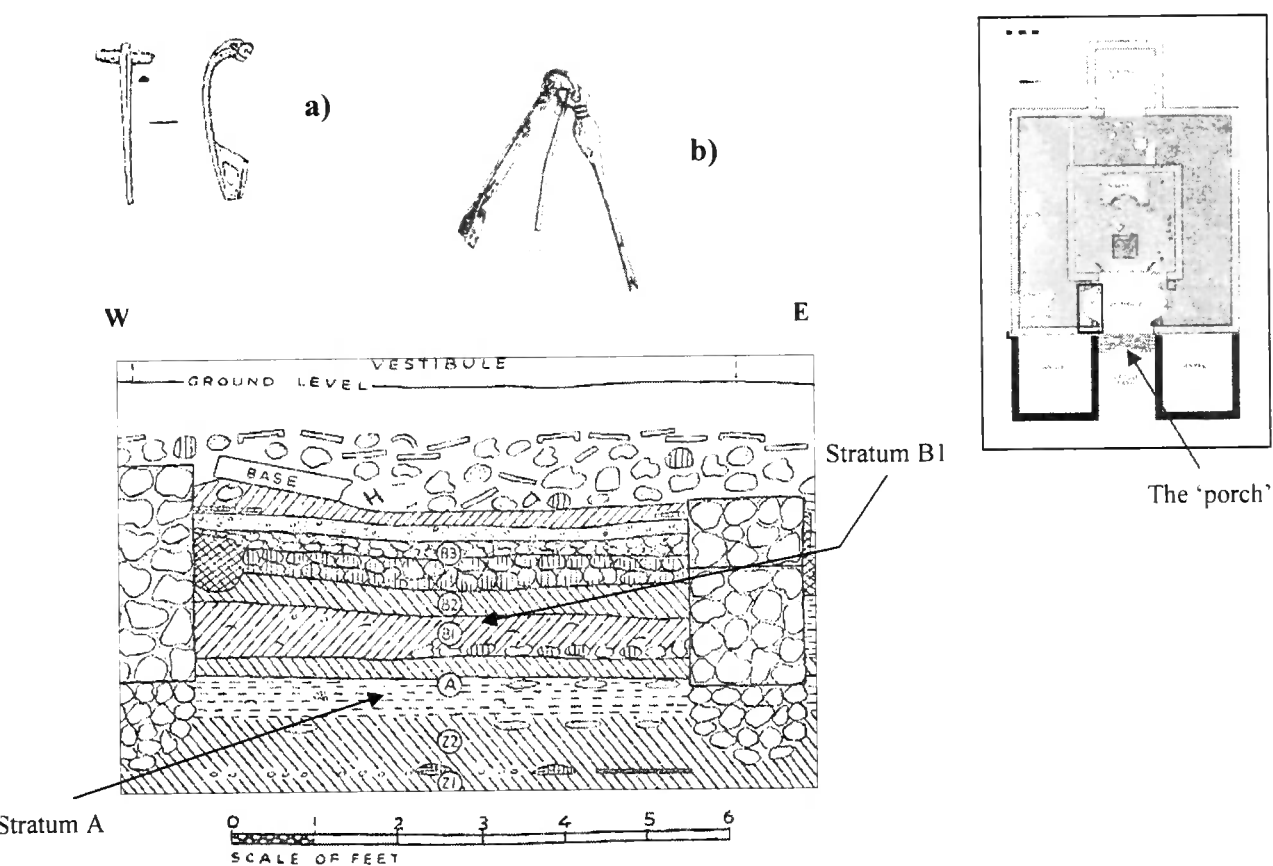 a)
b)
W
E
VESTIBULE
GROUND LEVEL
BASE
H
B3
B2
B1
A
Z2
Z1
Stratum B1
Stratum A
The 'porch'
0 1 2 3 4 5 6
SCALE OF FEET